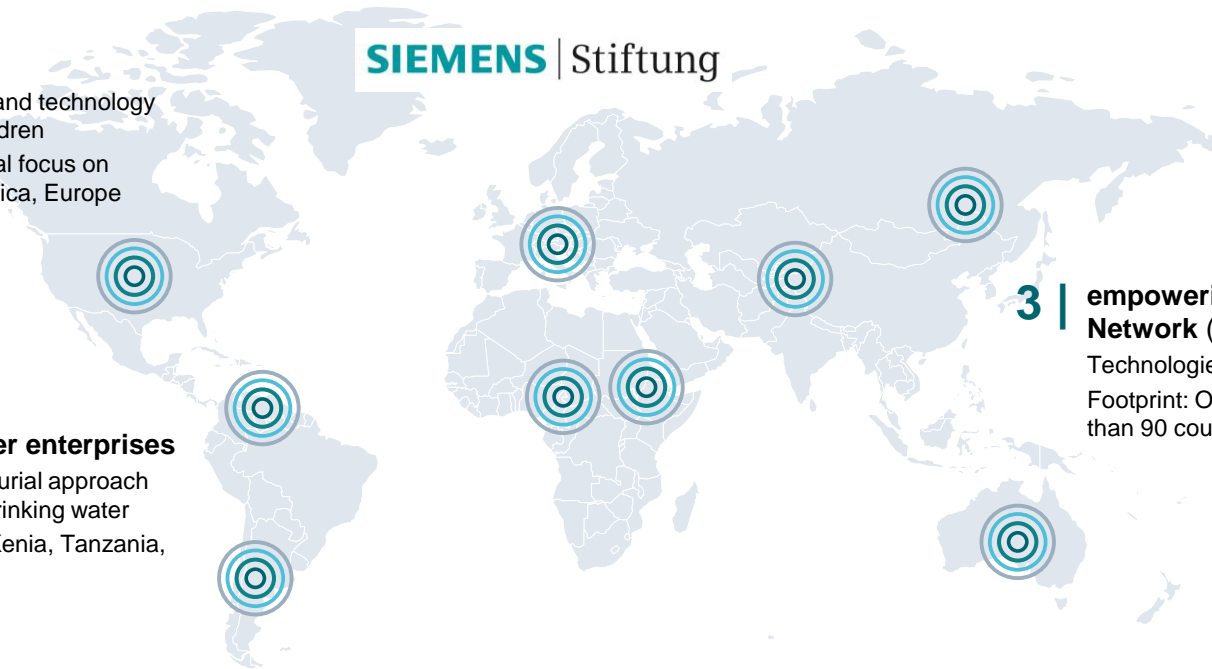 SIEMENS | Stiftung
and technology
dren
al focus on
ica, Europe
3 | empoweri
Network (
Technologie
Footprint: O
than 90 cou
er enterprises
urial approach
rinking water
Kenia, Tanzania,